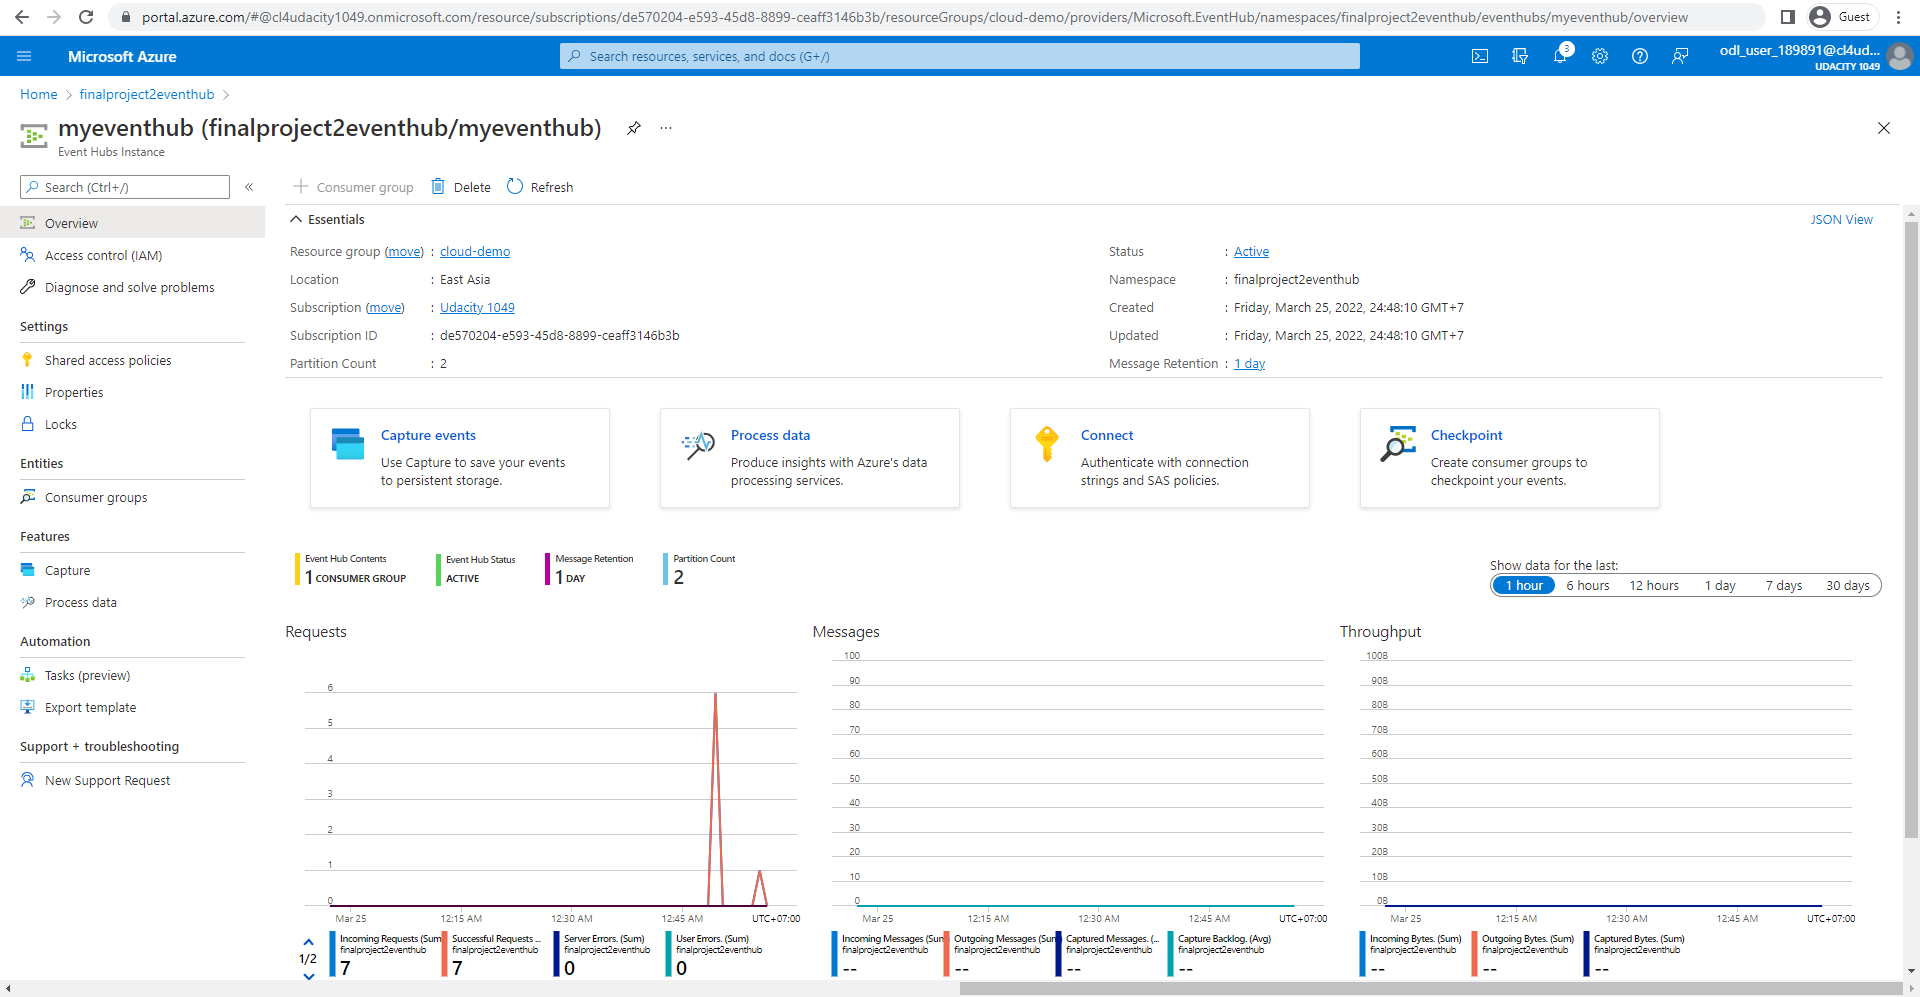 portal.azure.com/#@cl4udacity1049.onmicrosoft.com/resource/subscriptions/de570204-e593-45d8-8899-ceaff3146b3b/resourceGroups/cloud-demo/providers/Microsoft.EventHub/namespaces/finalproject2eventhub/eventhubs/myeventhub/overview
Guest
Microsoft Azure
Search resources, services, and docs (G+/)
3
odl_user_189891@cl4ud...
UDACITY 1049
Home > finalproject2eventhub >
myeventhub (finalproject2eventhub/myeventhub)
...
Event Hubs Instance
Search (Ctrl+/)
«
Overview
Access control (IAM)
Diagnose and solve problems
Settings
Shared access policies
Properties
Locks
Entities
Consumer groups
Features
Capture
Process data
Automation
Tasks (preview)
Export template
Support + troubleshooting
New Support Request
Consumer group
Delete
Refresh
Essentials
JSON View
Resource group (move) : cloud-demo
Location : East Asia
Subscription (move) : Udacity 1049
Subscription ID : de570204-e593-45d8-8899-ceaff3146b3b
Partition Count : 2
Status : Active
Namespace : finalproject2eventhub
Created : Friday, March 25, 2022, 24:48:10 GMT+7
Updated : Friday, March 25, 2022, 24:48:10 GMT+7
Message Retention : 1 day
Capture events
Use Capture to save your events
to persistent storage.
Process data
Produce insights with Azure's data
processing services.
Connect
Authenticate with connection
strings and SAS policies.
Checkpoint
Create consumer groups to
checkpoint your events.
Event Hub Contents
1 CONSUMER GROUP
Event Hub Status
ACTIVE
Message Retention
1 DAY
Partition Count
2
Show data for the last:
1 hour 6 hours 12 hours 1 day 7 days 30 days
Requests
6
5
4
3
2
1
0
Mar 25 12:15 AM 12:30 AM 12:45 AM UTC+07:00
1/2
Incoming Requests (Sum
finalproject2eventhub
7
Successful Requests ...
finalproject2eventhub
7
Server Errors. (Sum)
finalproject2eventhub
0
User Errors. (Sum)
finalproject2eventhub
0
Messages
100
90
80
70
60
50
40
30
20
10
0
Mar 25 12:15 AM 12:30 AM 12:45 AM UTC+07:00
Incoming Messages (Sum
finalproject2eventhub
--
Outgoing Messages (Sum
finalproject2eventhub
--
Captured Messages. (...
finalproject2eventhub
--
Capture Backlog. (Avg)
finalproject2eventhub
--
Throughput
100B
90B
80B
70B
60B
50B
40B
30B
20B
10B
0B
Mar 25 12:15 AM 12:30 AM 12:45 AM UTC+07:00
Incoming Bytes. (Sum)
finalproject2eventhub
--
Outgoing Bytes. (Sum)
finalproject2eventhub
--
Captured Bytes. (Sum)
finalproject2eventhub
--